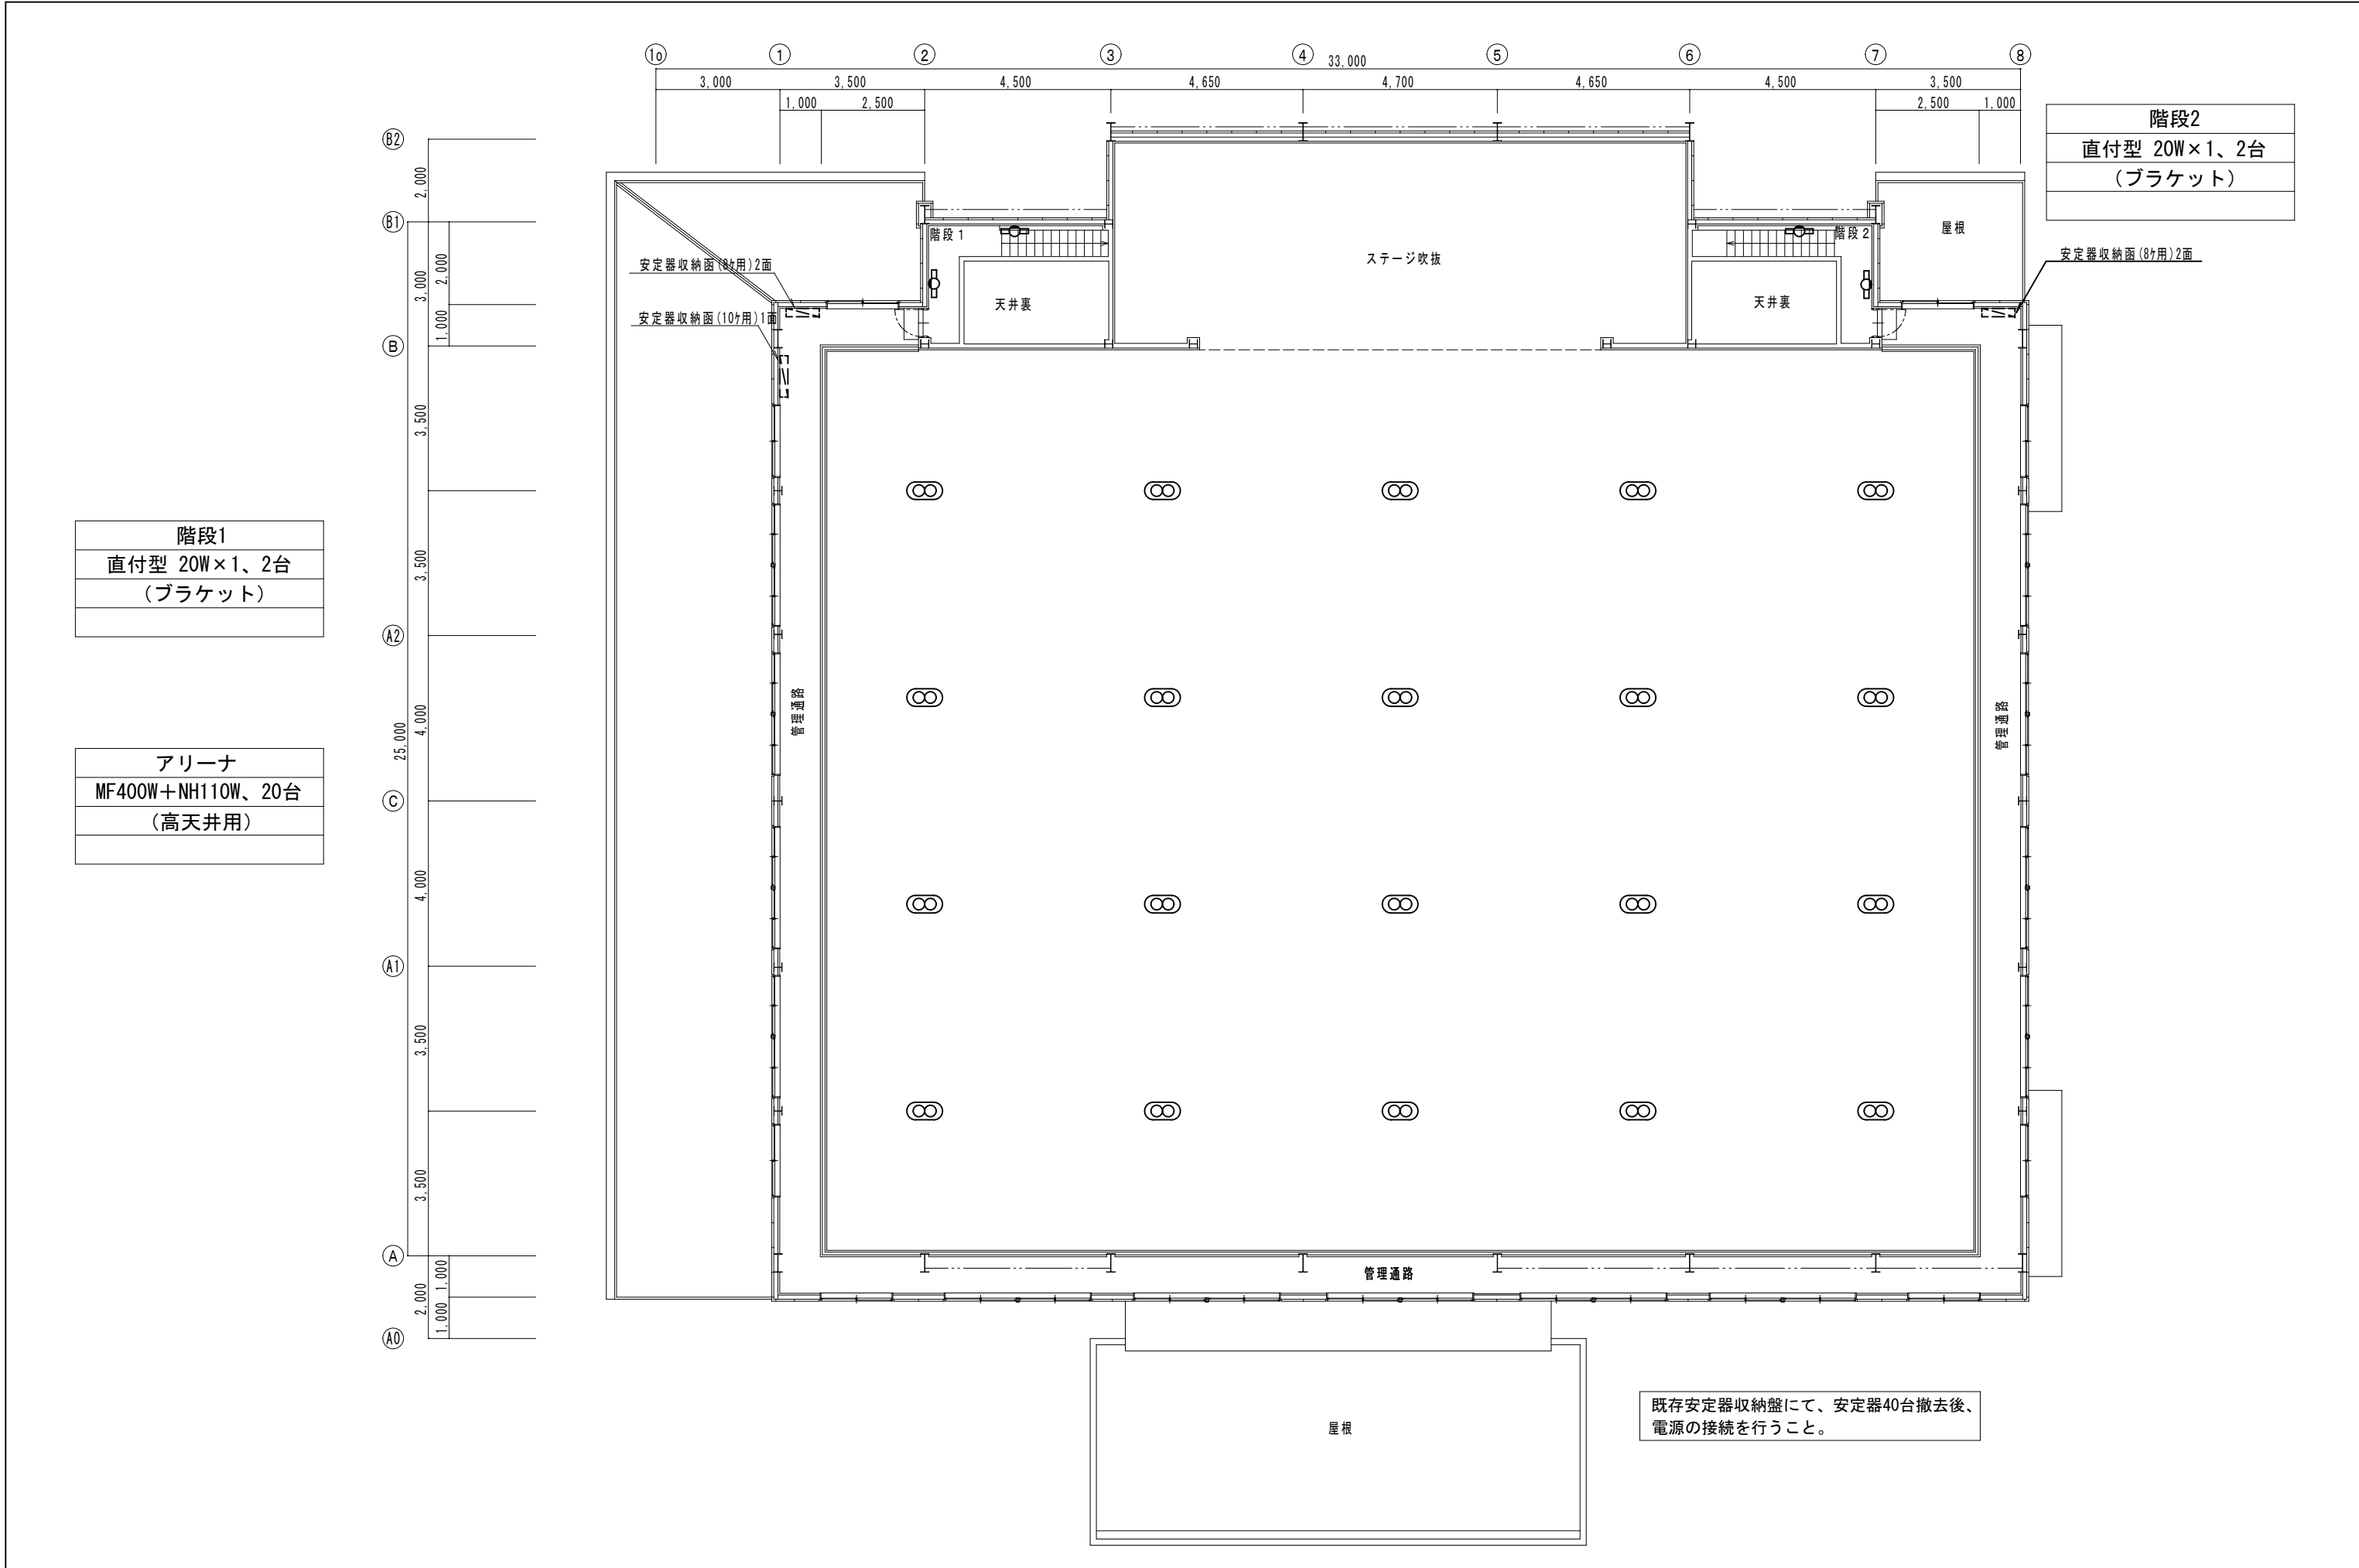 1o 1 2 3 4 5 6 7 8
33,000
3,000 3,500 4,500 4,650 4,700 4,650 4,500 3,500
1,000 2,500 2,500 1,000
階段2
直付型 20W×1、2台
(ブラケット)
B2
2,000
B1
3,000
2,000
1,000
B
3,500
3,500
A2
4,000
25,000
C
4,000
A1
3,500
3,500
A
2,000
1,000
1,000
A0
階段1
階段2
屋根
ステージ吹抜
安定器収納函(8ケ用)2面
安定器収納函(8ケ用)2面
天井裏
天井裏
安定器収納函(10ケ用)1面
階段1
直付型 20W×1、2台
(ブラケット)
管理通路
管理通路
アリーナ
MF400W+NH110W、20台
(高天井用)
管理通路
既存安定器収納盤にて、安定器40台撤去後、
電源の接続を行うこと。
屋根